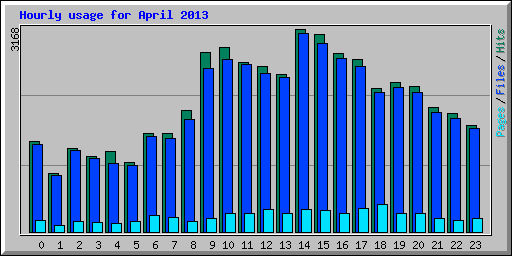 Hourly usage for April 2013
3168
Pages/Files/Hits
0 1 2 3 4 5 6 7 8 9 10 11 12 13 14 15 16 17 18 19 20 21 22 23